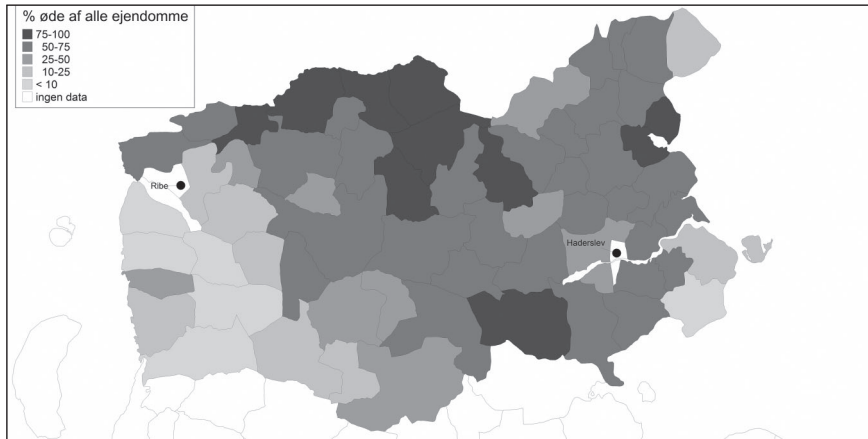 % øde af alle ejendomme
75-100
50-75
25-50
10-25
< 10
ingen data
Ribe
Haderslev